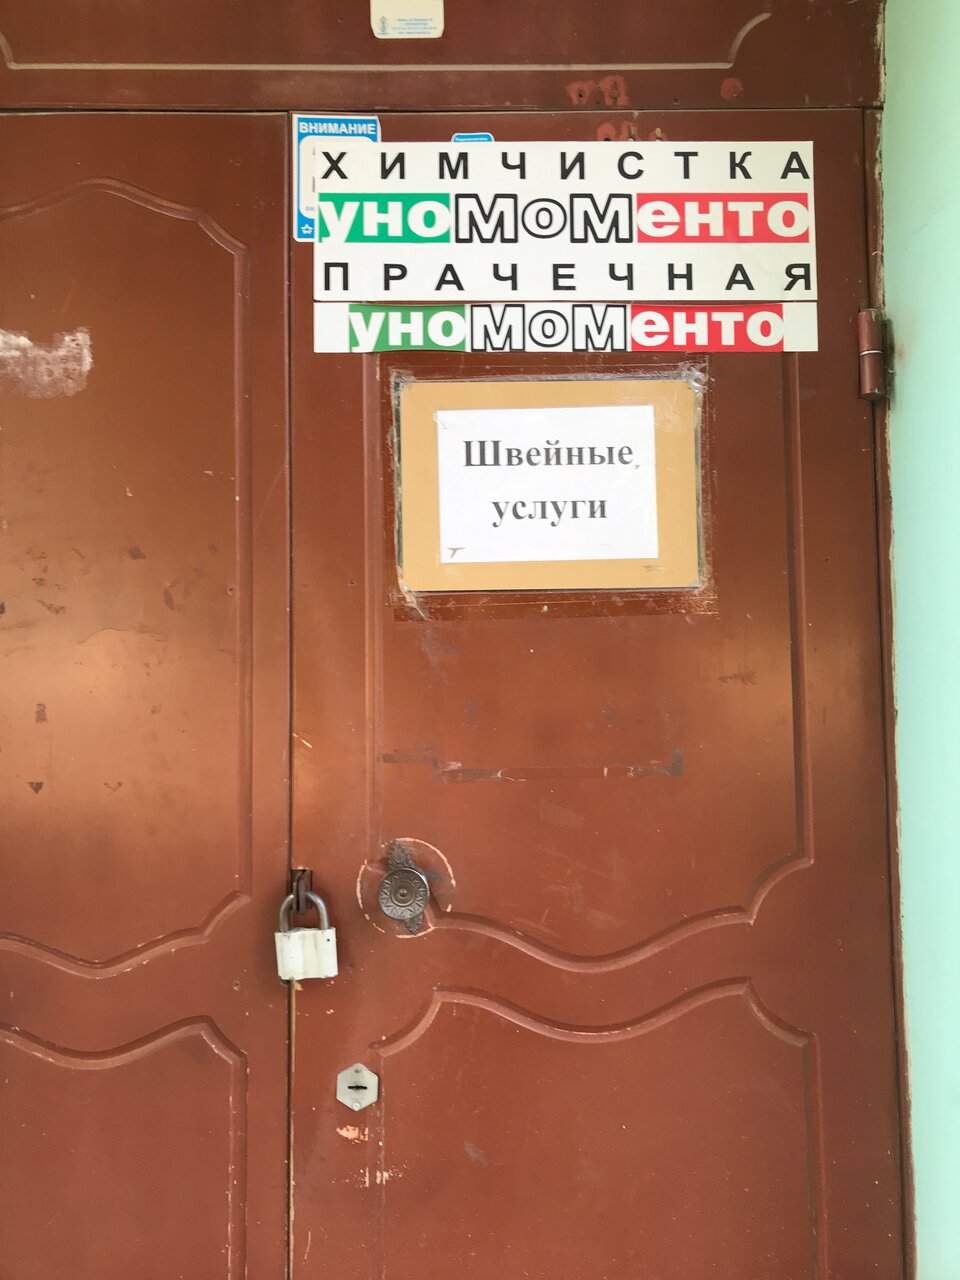 ВНИМАНИЕ
ХИМЧИСТКА
уномоменто
ПРАЧЕЧНАЯ
уномоменто
Швейные
услуги